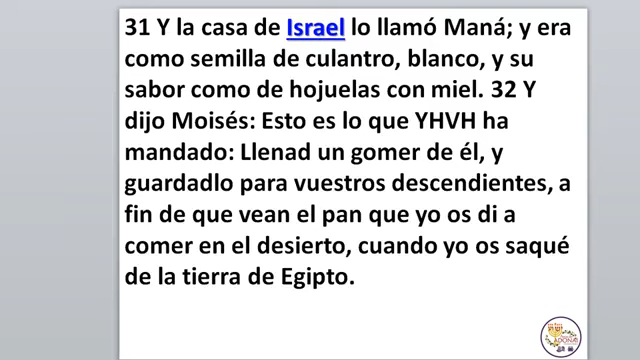 31 Y la casa de Israel lo llamó Maná; y era
como semilla de culantro, blanco, y su
sabor como de hojuelas con miel. 32 Y
dijo Moisés: Esto es lo que YHVH ha
mandado: Llenad un gomer de él, y
guardadlo para vuestros descendientes, a
fin de que vean el pan que yo os di a
comer en el desierto, cuando yo os saqué
de la tierra de Egipto.
ADONAI